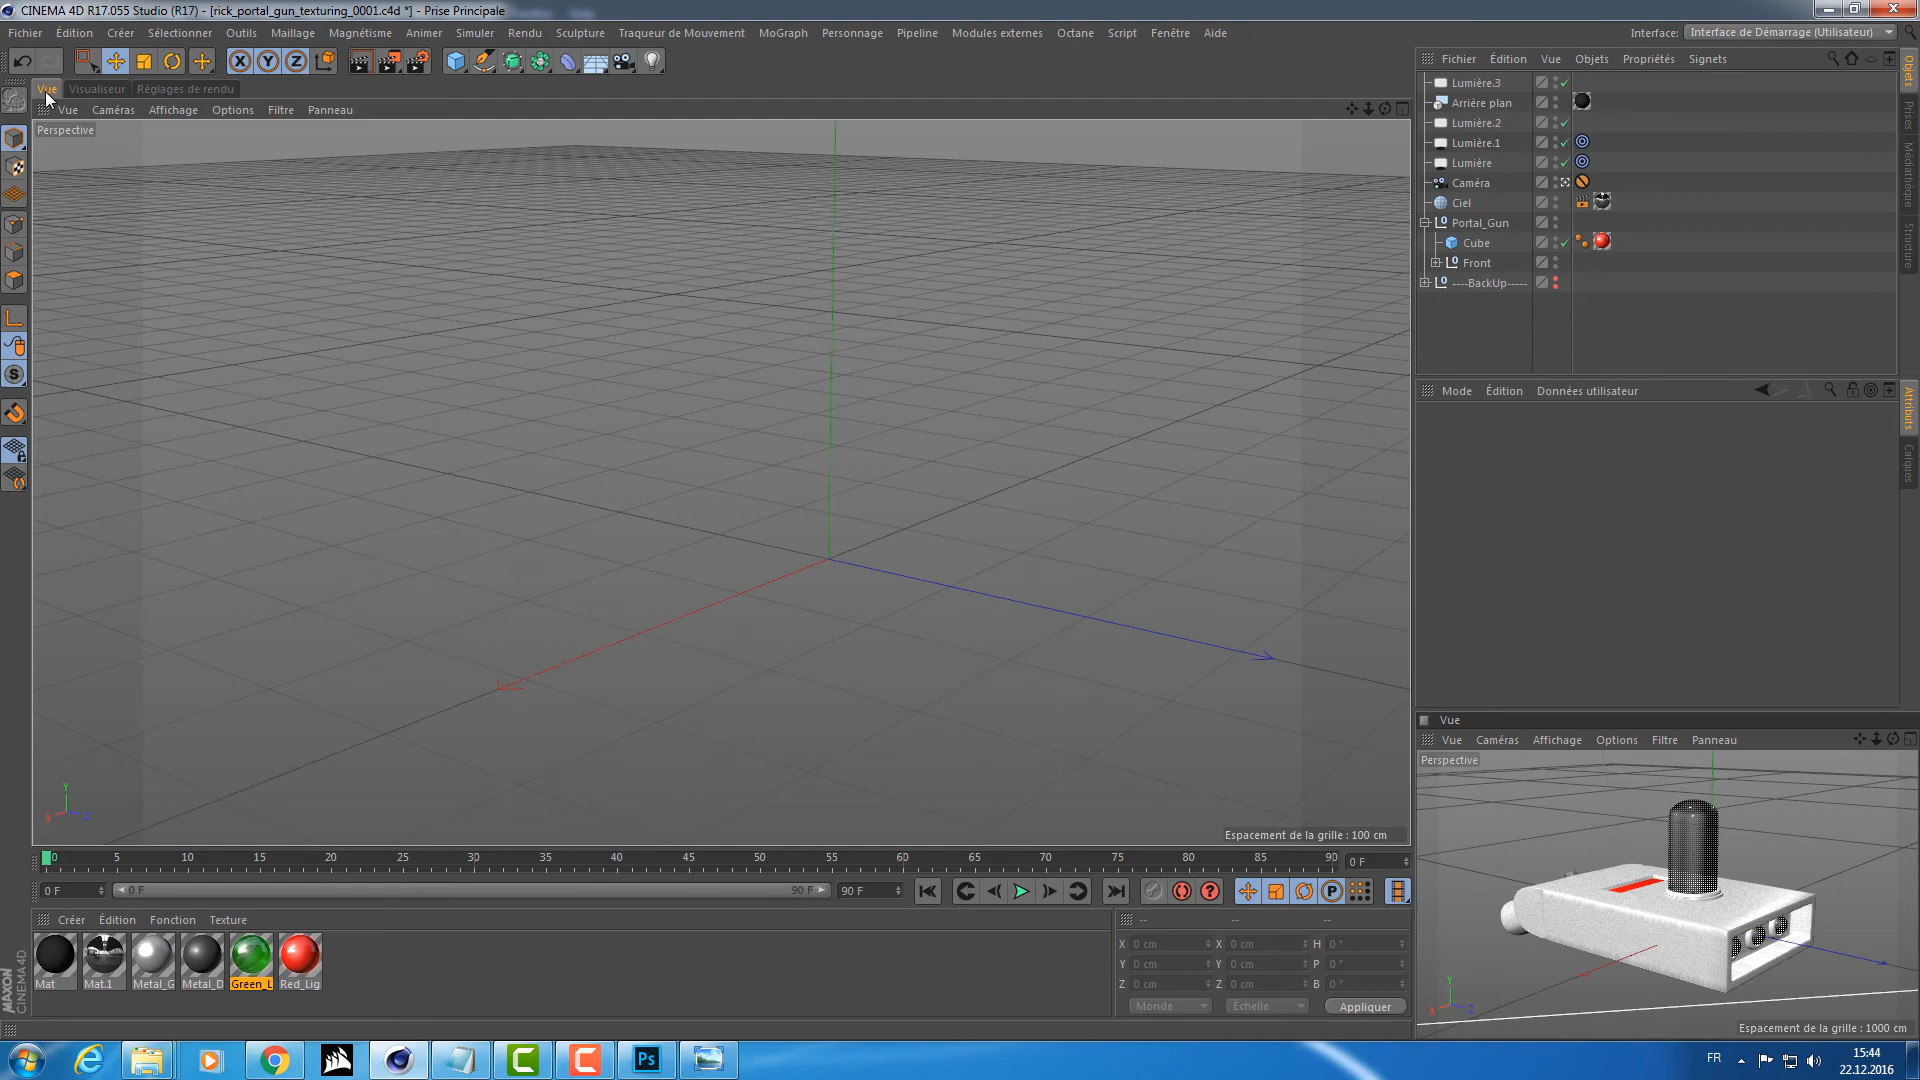 CINEMA 4D R17.055 Studio (R17) - [rick_portal_gun_texturing_0001.c4d *] - Prise Principale
Fichier Édition Créer Sélectionner Outils Maillage Magnétisme Animer Simuler Rendu Sculpture Traqueur de Mouvement MoGraph Personnage Pipeline Modules externes Octane Script Fenêtre Aide
Interface: Interface de Démarrage (Utilisateur)
X Y Z
Fichier Édition Vue Objets Propriétés Signets
Vue Visualiseur Réglages de rendu
Vue Caméras Affichage Options Filtre Panneau
Perspective
Lumière.3
Arrière plan
Lumière.2
Lumière.1
Lumière
Caméra
Ciel
Portal_Gun
Cube
Front
----BackUp-----
Objets
Prises
Médiathèque
Structure
Mode Édition Données utilisateur
Attributs
Calques
S
Y
X Z
Espacement de la grille : 100 cm
Vue
Vue Caméras Affichage Options Filtre Panneau
Perspective
Y
X Z
Espacement de la grille : 1000 cm
0 5 10 15 20 25 30 35 40 45 50 55 60 65 70 75 80 85 90 0 F
0 F 0 F 90 F 90 F
P
Créer Édition Fonction Texture
-- -- --
Mat Mat.1 Metal_G Metal_D Green_L Red_Lig
X 0 cm X 0 cm H 0 °
Y 0 cm Y 0 cm P 0 °
Z 0 cm Z 0 cm B 0 °
Monde Échelle Appliquer
MAXON
CINEMA 4D
Ps
FR
15:44
22.12.2016